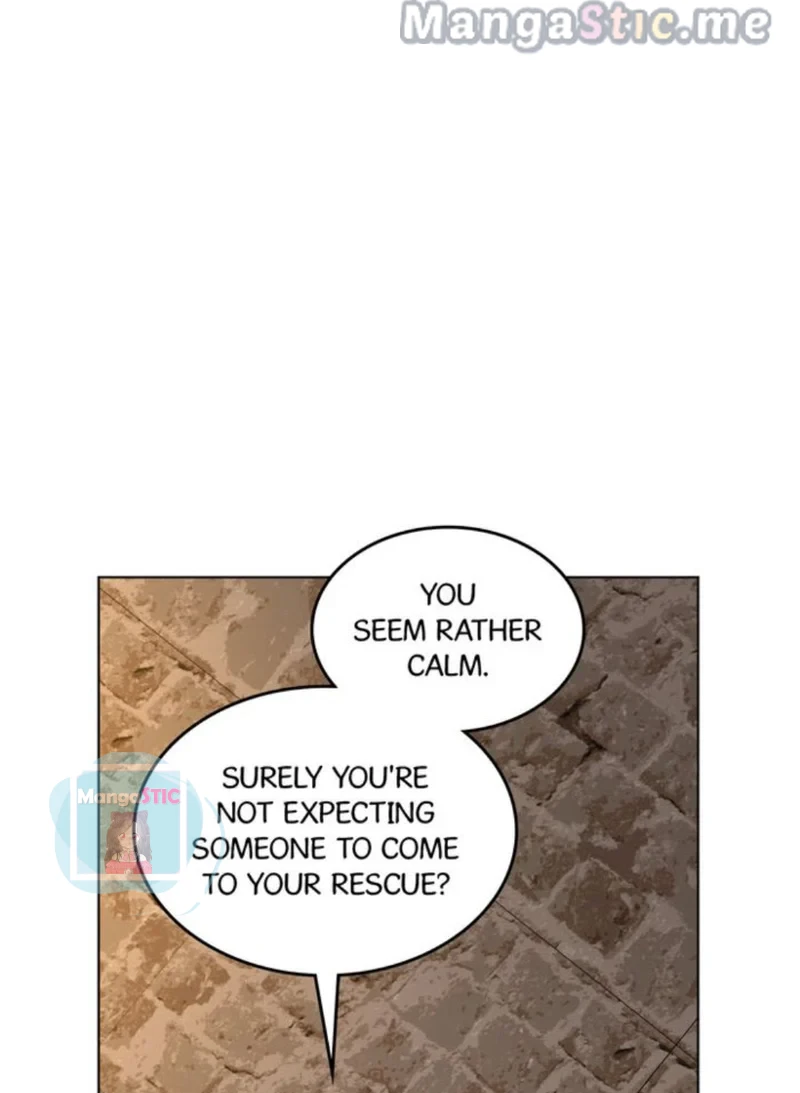 MangaStic.me
YOU
SEEM RATHER
CALM.
SURELY YOU'RE
NOT EXPECTING
SOMEONE TO COME
TO YOUR RESCUE?
MangaSTIC